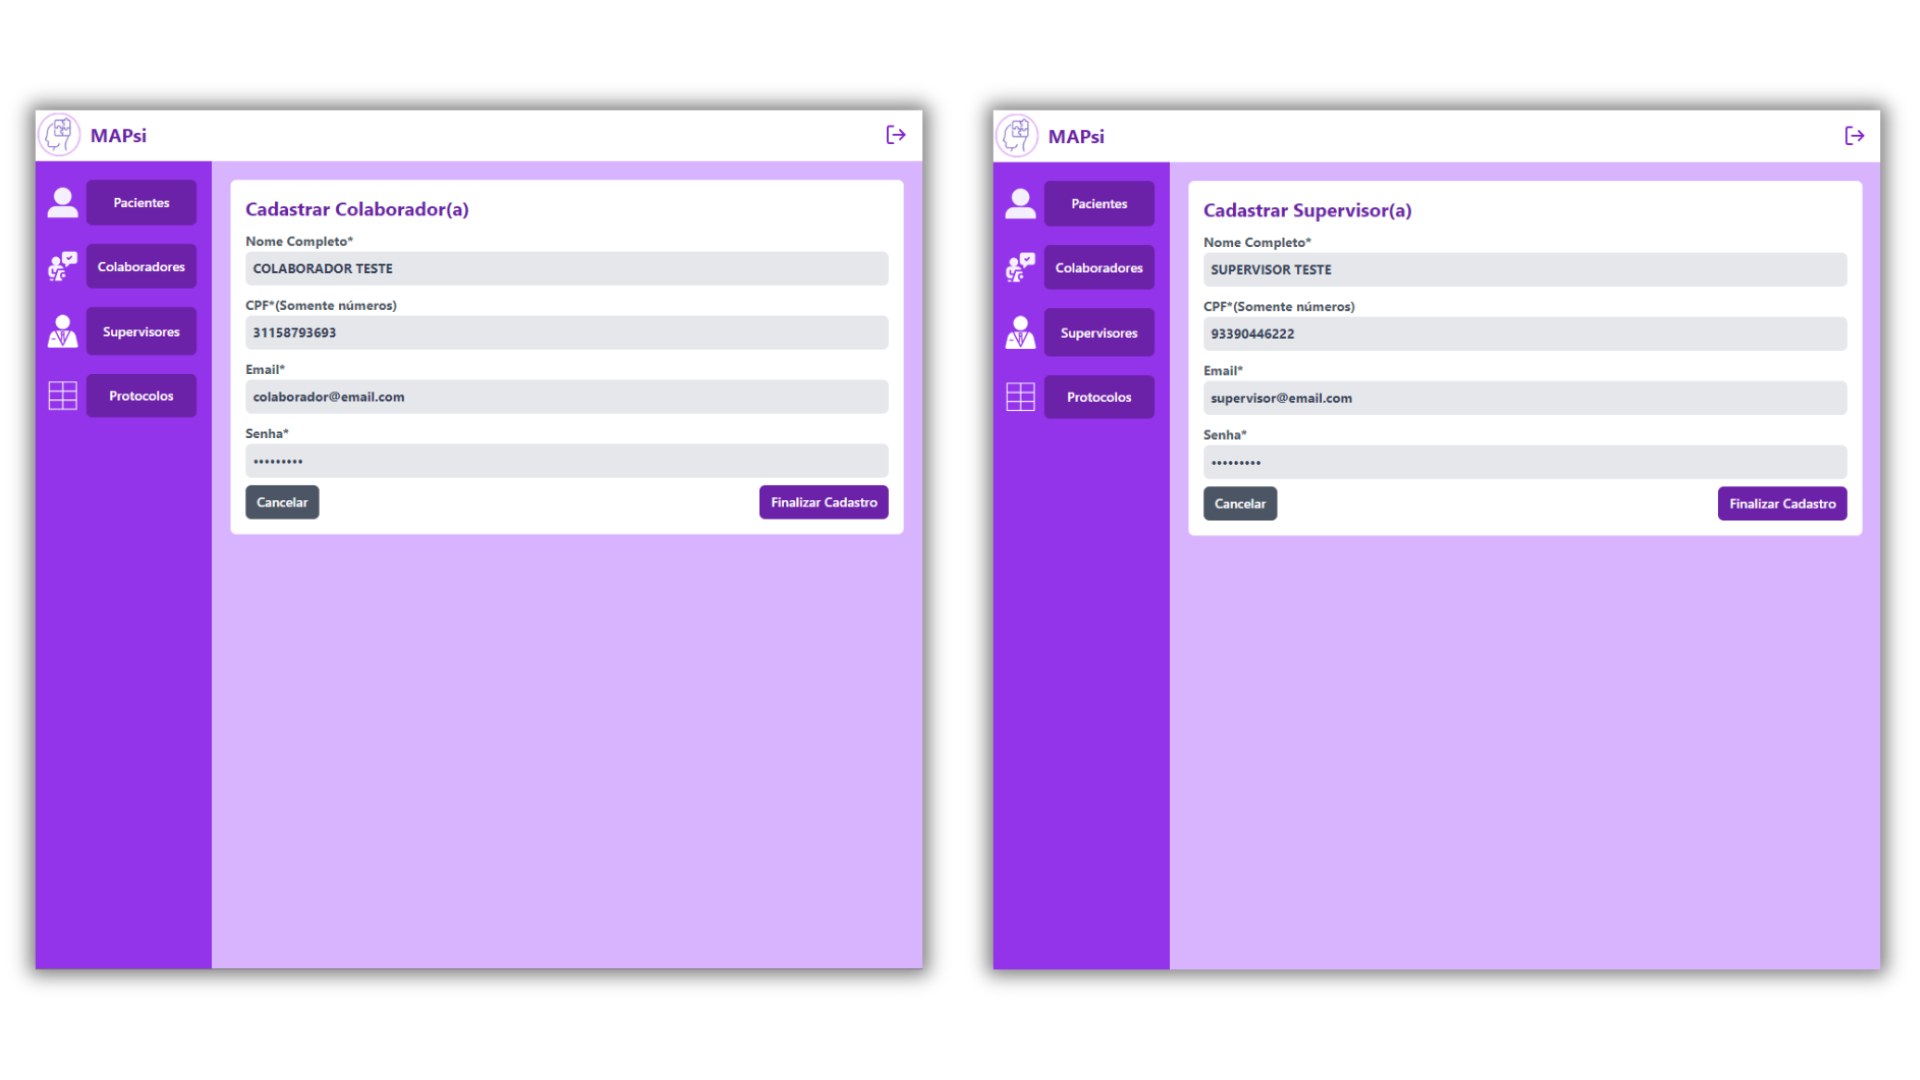 MAPsi
Pacientes
Colaboradores
Supervisores
Protocolos
Cadastrar Colaborador(a)
Nome Completo*
COLABORADOR TESTE
CPF*(Somente números)
31158793693
Email*
colaborador@email.com
Senha*
•••••••••
Cancelar
Finalizar Cadastro
MAPsi
Pacientes
Colaboradores
Supervisores
Protocolos
Cadastrar Supervisor(a)
Nome Completo*
SUPERVISOR TESTE
CPF*(Somente números)
93390446222
Email*
supervisor@email.com
Senha*
•••••••••
Cancelar
Finalizar Cadastro